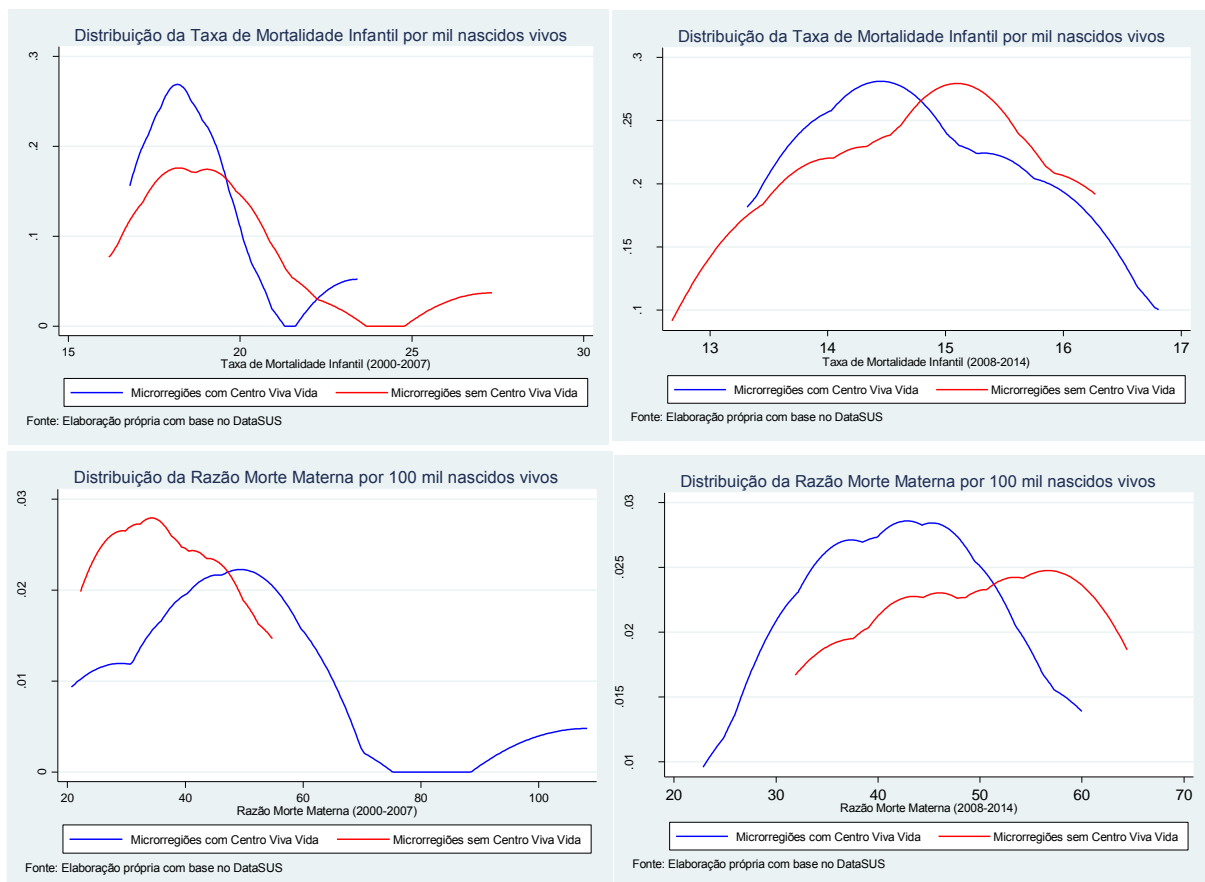 Distribuição da Taxa de Mortalidade Infantil por mil nascidos vivos
.3
.2
.1
0
15 20 25 30
Taxa de Mortalidade Infantil (2000-2007)
Microrregiões com Centro Viva Vida Microrregiões sem Centro Viva Vida
Fonte: Elaboração própria com base no DataSUS
Distribuição da Taxa de Mortalidade Infantil por mil nascidos vivos
.3
.25
.2
.15
.1
13 14 15 16 17
Taxa de Mortalidade Infantil (2008-2014)
Microrregiões com Centro Viva Vida Microrregiões sem Centro Viva Vida
Fonte: Elaboração própria com base no DataSUS
Distribuição da Razão Morte Materna por 100 mil nascidos vivos
.03
.02
.01
0
20 40 60 80 100
Razão Morte Materna (2000-2007)
Microrregiões com Centro Viva Vida Microrregiões sem Centro Viva Vida
Fonte: Elaboração própria com base no DataSUS
Distribuição da Razão Morte Materna por 100 mil nascidos vivos
.03
.025
.02
.015
.01
20 30 40 50 60 70
Razão Morte Materna (2008-2014)
Microrregiões com Centro Viva Vida Microrregiões sem Centro Viva Vida
Fonte: Elaboração própria com base no DataSUS